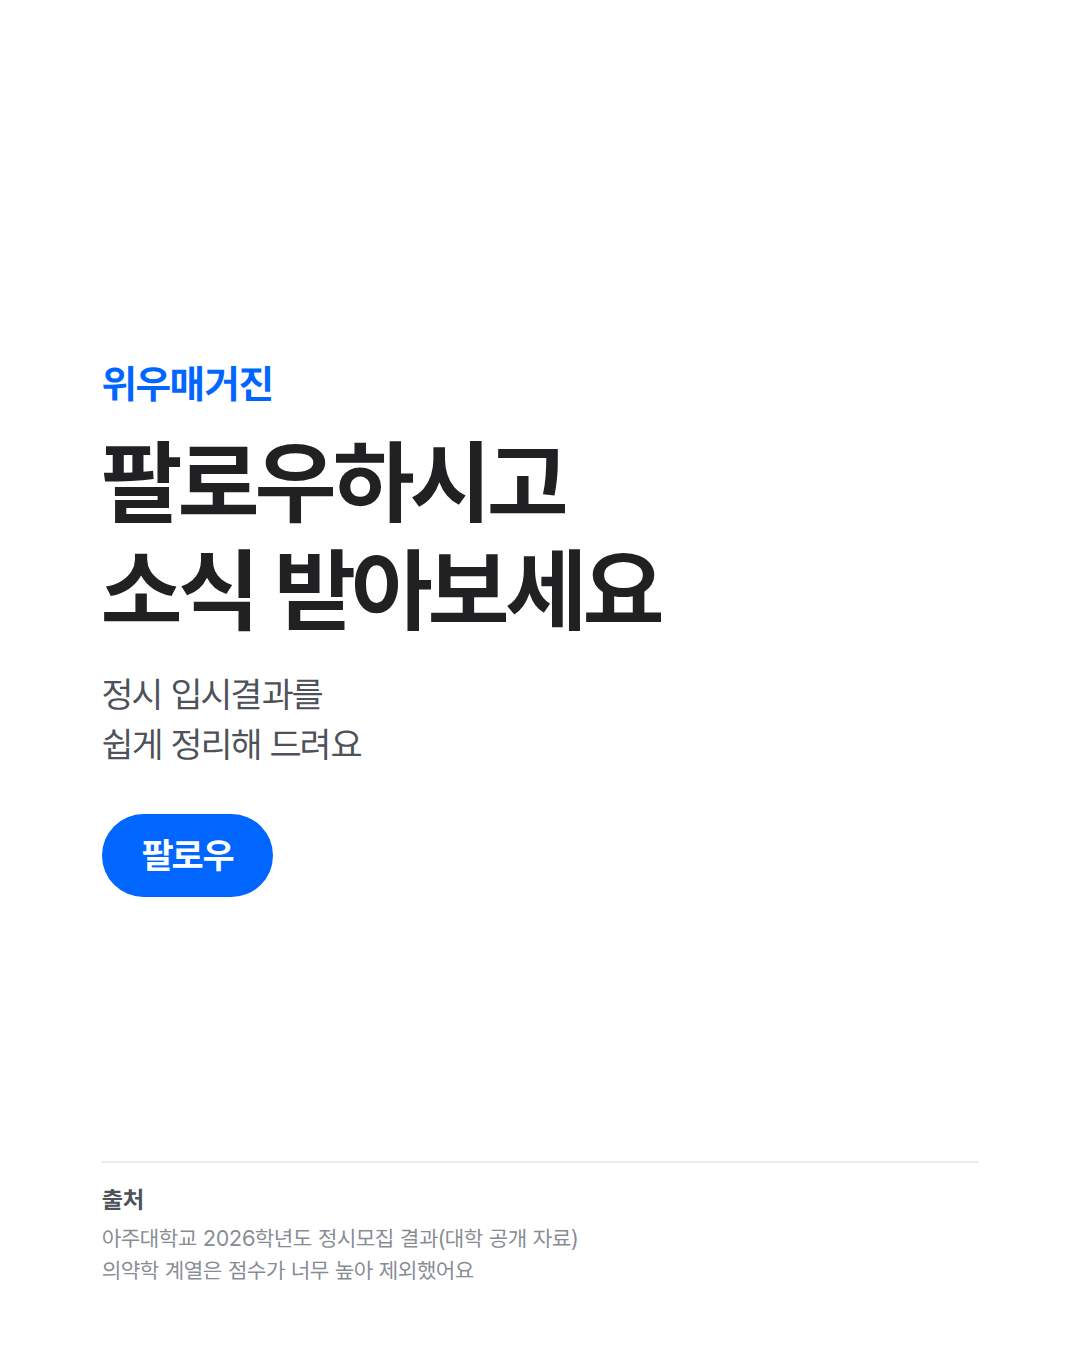 위우매거진
팔로우하시고
소식 받아보세요
정시 입시결과를
쉽게 정리해 드려요
팔로우
출처
아주대학교 2026학년도 정시모집 결과(대학 공개 자료)
의약학 계열은 점수가 너무 높아 제외했어요